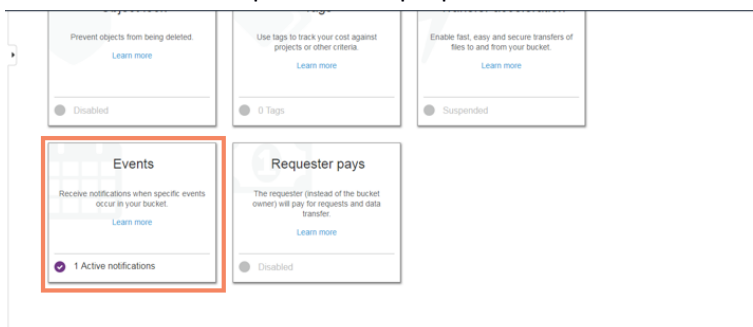 Prevent objects from being deleted.
Learn more
Disabled
Use tags to track your cost against
projects or other criteria.
Learn more
0 Tags
Enable fast, easy and secure transfers of
files to and from your bucket.
Learn more
Suspended
Events
Receive notifications when specific events
occur in your bucket.
Learn more
1 Active notifications
Requester pays
The requester (instead of the bucket
owner) will pay for requests and data
transfer.
Learn more
Disabled